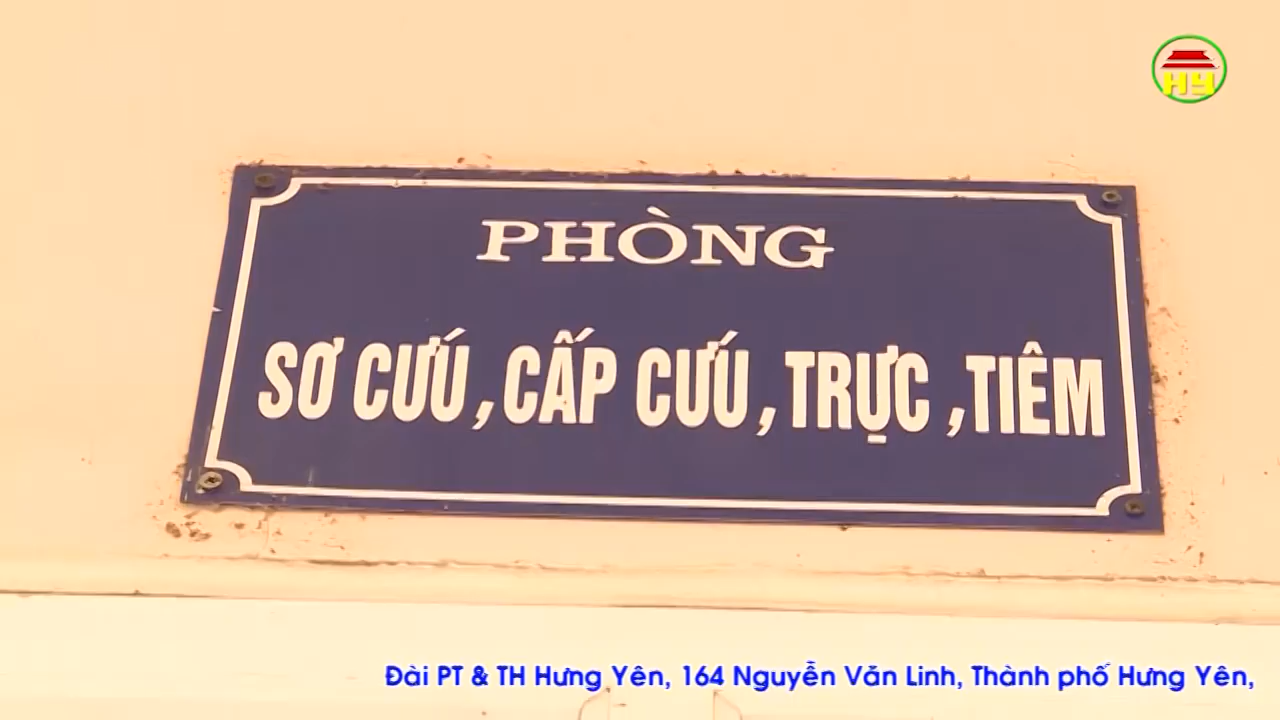 HY
PHÒNG
SƠ CỨU , CẤP CỨU , TRỰC , TIÊM
Đài PT & TH Hưng Yên, 164 Nguyễn Văn Linh, Thành phố Hưng Yên,